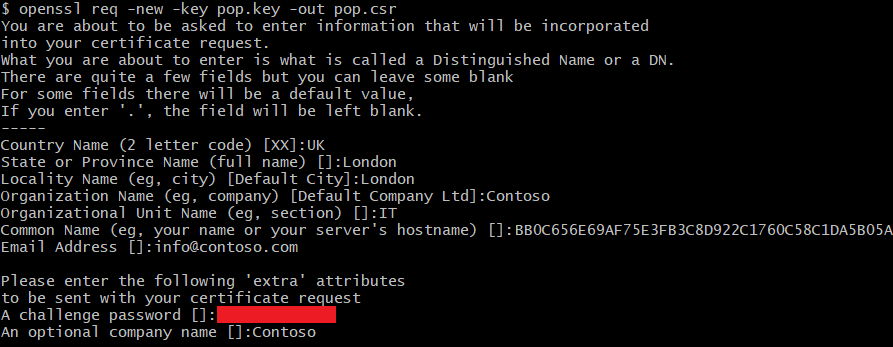 $ openssl req -new -key pop.key -out pop.csr
You are about to be asked to enter information that will be incorporated
into your certificate request.
What you are about to enter is what is called a Distinguished Name or a DN.
There are quite a few fields but you can leave some blank
For some fields there will be a default value,
If you enter '.', the field will be left blank.
-----
Country Name (2 letter code) [XX]:UK
State or Province Name (full name) []:London
Locality Name (eg, city) [Default City]:London
Organization Name (eg, company) [Default Company Ltd]:Contoso
Organizational Unit Name (eg, section) []:IT
Common Name (eg, your name or your server's hostname) []:BB0C656E69AF75E3FB3C8D922C1760C58C1DA5B05A
Email Address []:info@contoso.com
Please enter the following 'extra' attributes
to be sent with your certificate request
A challenge password []:
An optional company name []:Contoso